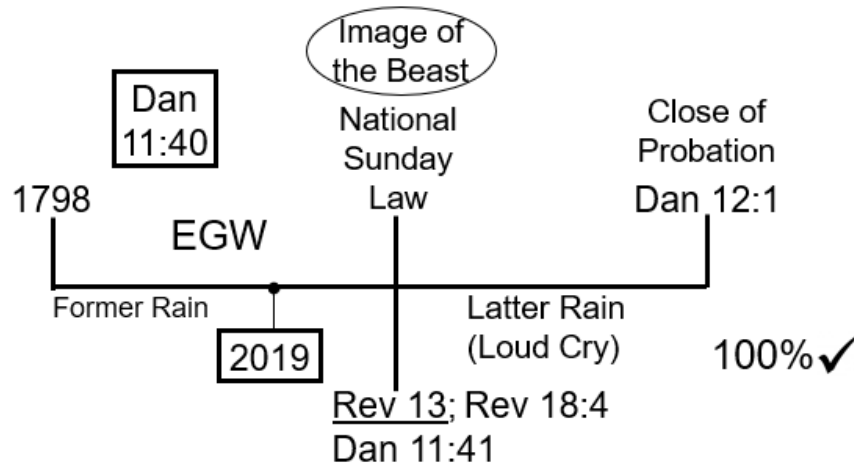 Image of
the Beast
Dan
11:40
National
Sunday
Law
Close of
Probation
Dan 12:1
1798
EGW
Former Rain
2019
Latter Rain
(Loud Cry)
100%✓
Rev 13; Rev 18:4
Dan 11:41